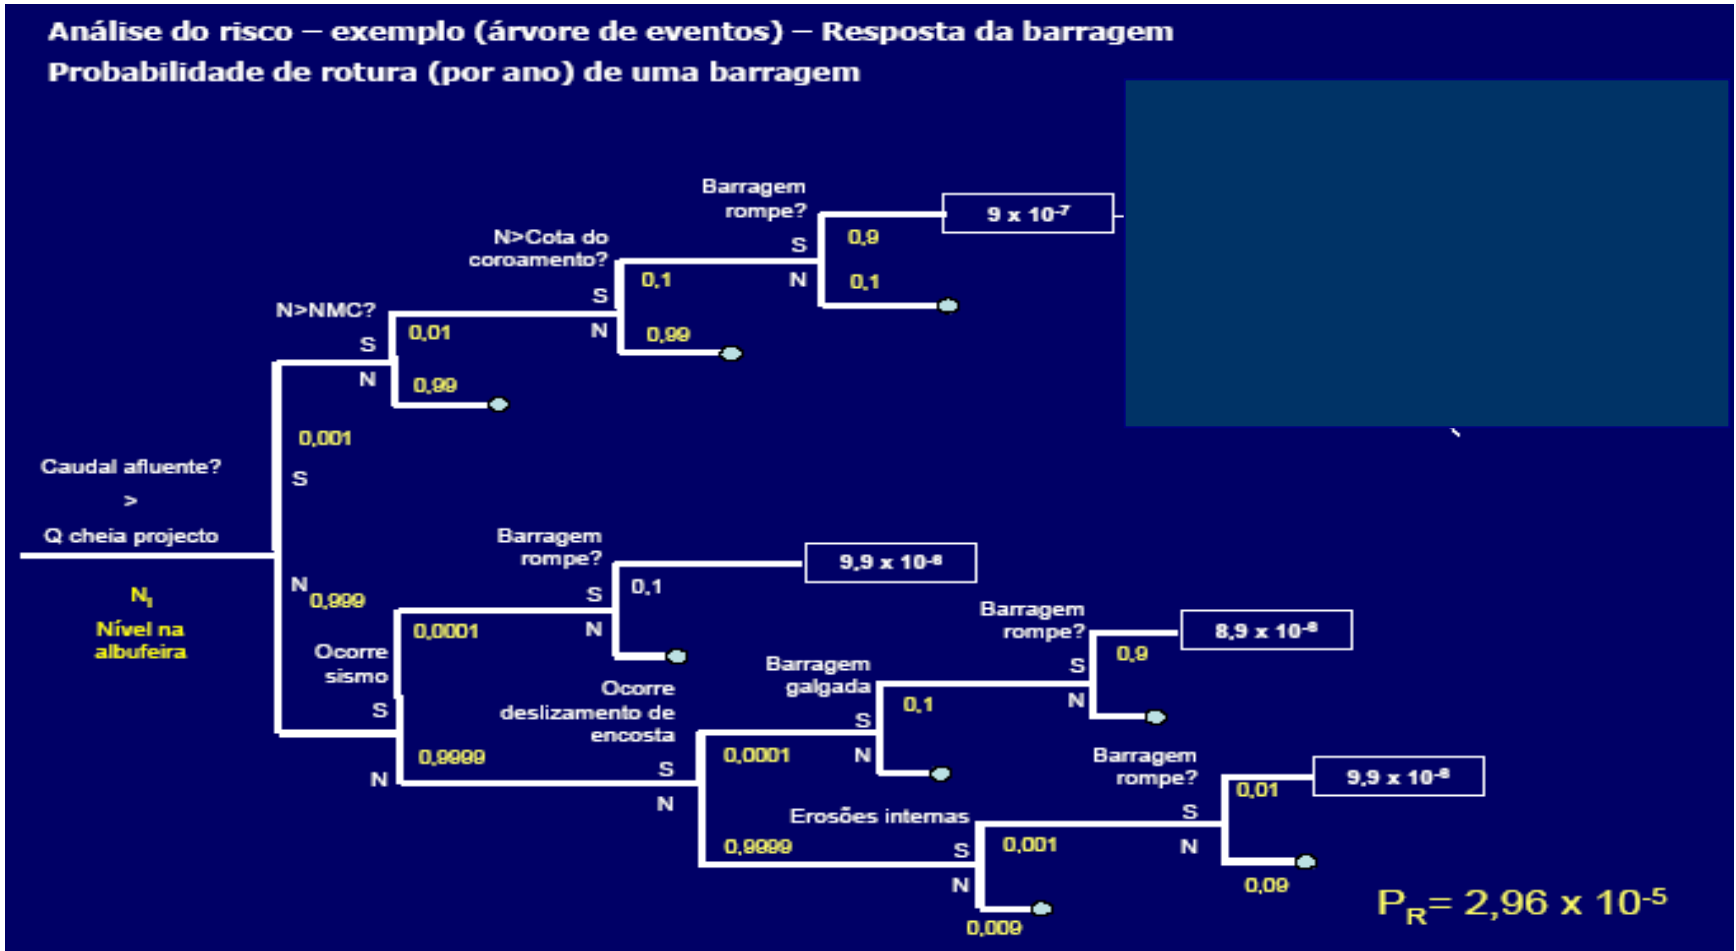 Análise do risco – exemplo (árvore de eventos) – Resposta da barragem
Probabilidade de rotura (por ano) de uma barragem
Barragem
rompe?
S
N
0,9
0,1
9 x 10⁻⁷
N>Cota do
coroamento?
S
N
0,1
0,99
N>NMC?
S
N
0,01
0,99
0,001
S
Caudal afluente?
>
Q cheia projecto
N
0,999
Nᵢ
Nível na
albufeira
Ocorre
sismo
S
N
0,0001
0,9999
Barragem
rompe?
S
N
0,1
9,9 x 10⁻⁶
Ocorre
deslizamento de
encosta
S
N
0,0001
0,9999
Barragem
galgada
S
N
0,1
Barragem
rompe?
S
N
0,9
8,9 x 10⁻⁶
Erosões internas
S
N
0,001
0,009
Barragem
rompe?
S
N
0,01
0,09
9,9 x 10⁻⁶
P_R= 2,96 x 10⁻⁵